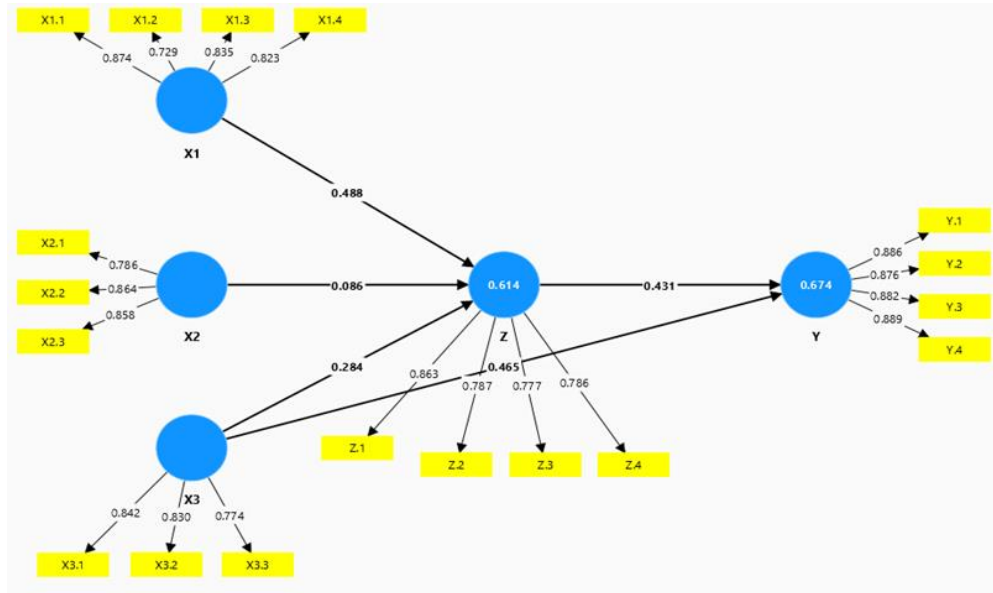 X1.1 X1.2 X1.3 X1.4
0.874 0.729 0.835 0.823
X1
0.488
X2.1
X2.2
X2.3
0.786
0.864
0.858
X2
0.086
0.614
Z
0.431
0.674
Y
Y.1
Y.2
Y.3
Y.4
0.886
0.876
0.882
0.889
0.284
0.465
0.863 0.787 0.777 0.786
Z.1 Z.2 Z.3 Z.4
X3
0.842 0.830 0.774
X3.1 X3.2 X3.3